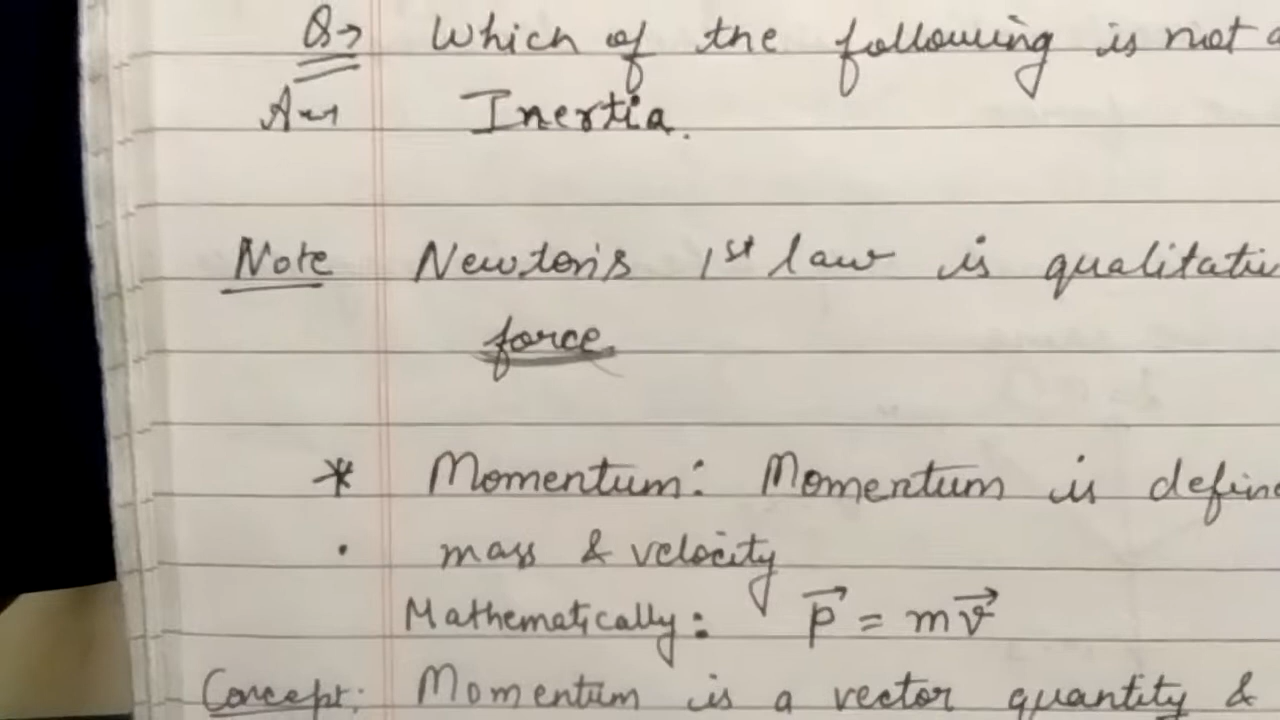 Q→ Which of the following is not a
Ans Inertia.
Note Newton's 1st law is qualitati
force
* Momentum: Momentum is define
. mass & velocity
Mathematically: p⃗ = mv⃗
Concept: Momentum is a vector quantity &